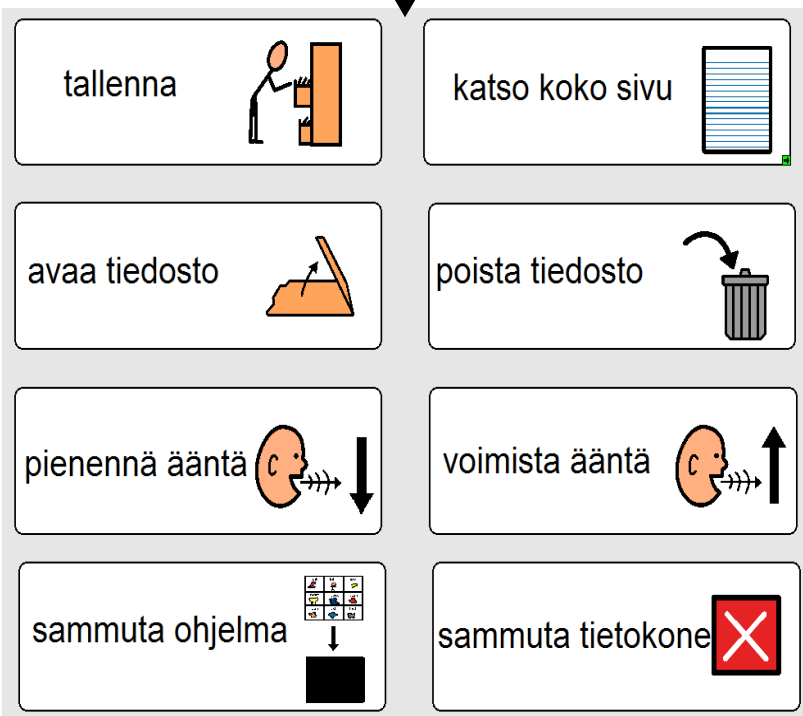 tallenna
katso koko sivu
avaa tiedosto
poista tiedosto
pienennä ääntä
voimista ääntä
sammuta ohjelma
sammuta tietokone